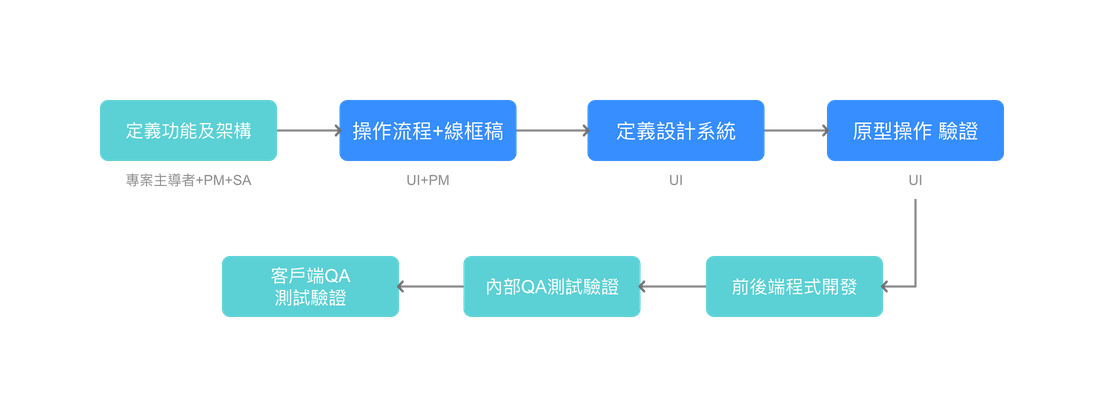 定義功能及架構
操作流程+線框稿
定義設計系統
原型操作 驗證
專案主導者+PM+SA
UI+PM
UI
UI
客戶端QA
測試驗證
內部QA測試驗證
前後端程式開發